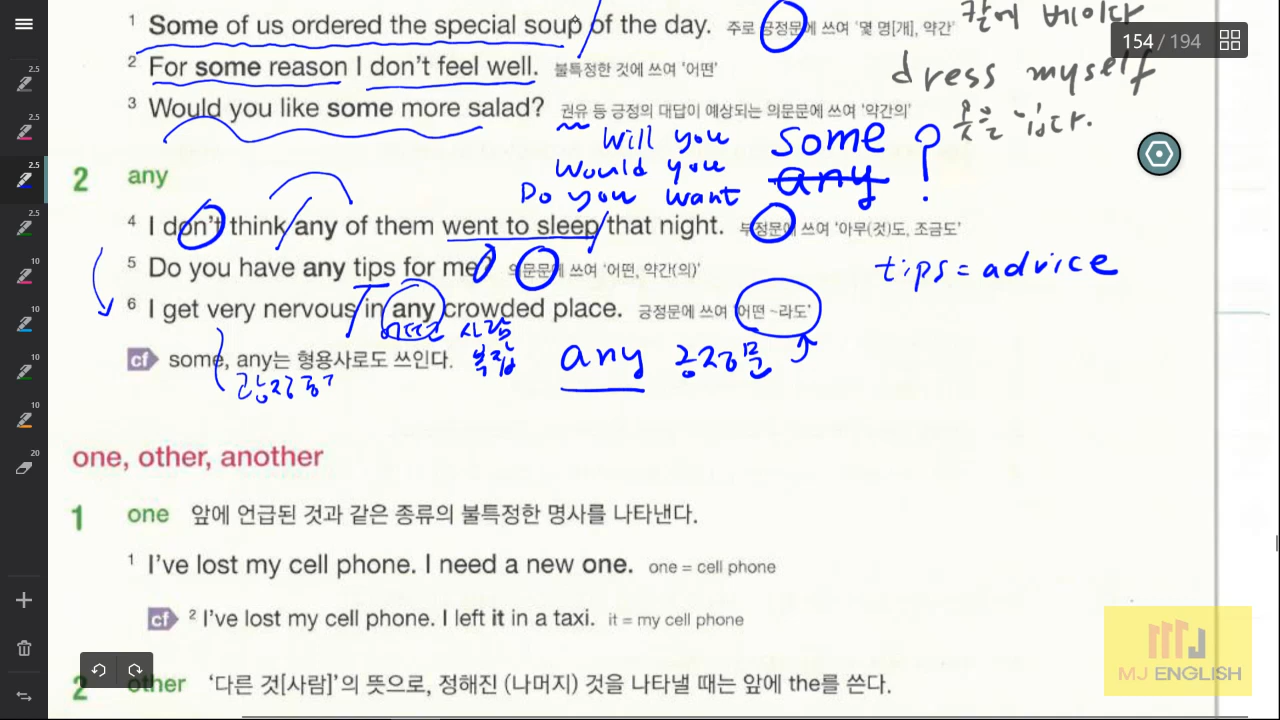 1 Some of us ordered the special soup of the day. 주로 긍정문에 쓰여 '몇 명[개], 약간'
칼에 베이다
154 / 194
2 For some reason I don't feel well. 불특정한 것에 쓰여 '어떤'
dress myself
3 Would you like some more salad? 권유 등 긍정의 대답이 예상되는 의문문에 쓰여 '약간의'
옷을 입다.
Will you some ?
Would you any
Do you want
2 any
4 I don't think any of them went to sleep that night. 부정문에 쓰여 '아무(것)도, 조금도'
5 Do you have any tips for me? 의문문에 쓰여 '어떤, 약간(의)'
tips = advice
6 I get very nervous in any crowded place. 긍정문에 쓰여 '어떤 ~라도'
사람
cf some, any는 형용사로도 쓰인다.
any 긍정문
one, other, another
1 one 앞에 언급된 것과 같은 종류의 불특정한 명사를 나타낸다.
1 I've lost my cell phone. I need a new one. one = cell phone
cf 2 I've lost my cell phone. I left it in a taxi. it = my cell phone
2 other '다른 것[사람]'의 뜻으로, 정해진 (나머지) 것을 나타낼 때는 앞에 the를 쓴다.
MJ ENGLISH
2.5
2.5
2.5
2.5
10
10
10
10
20